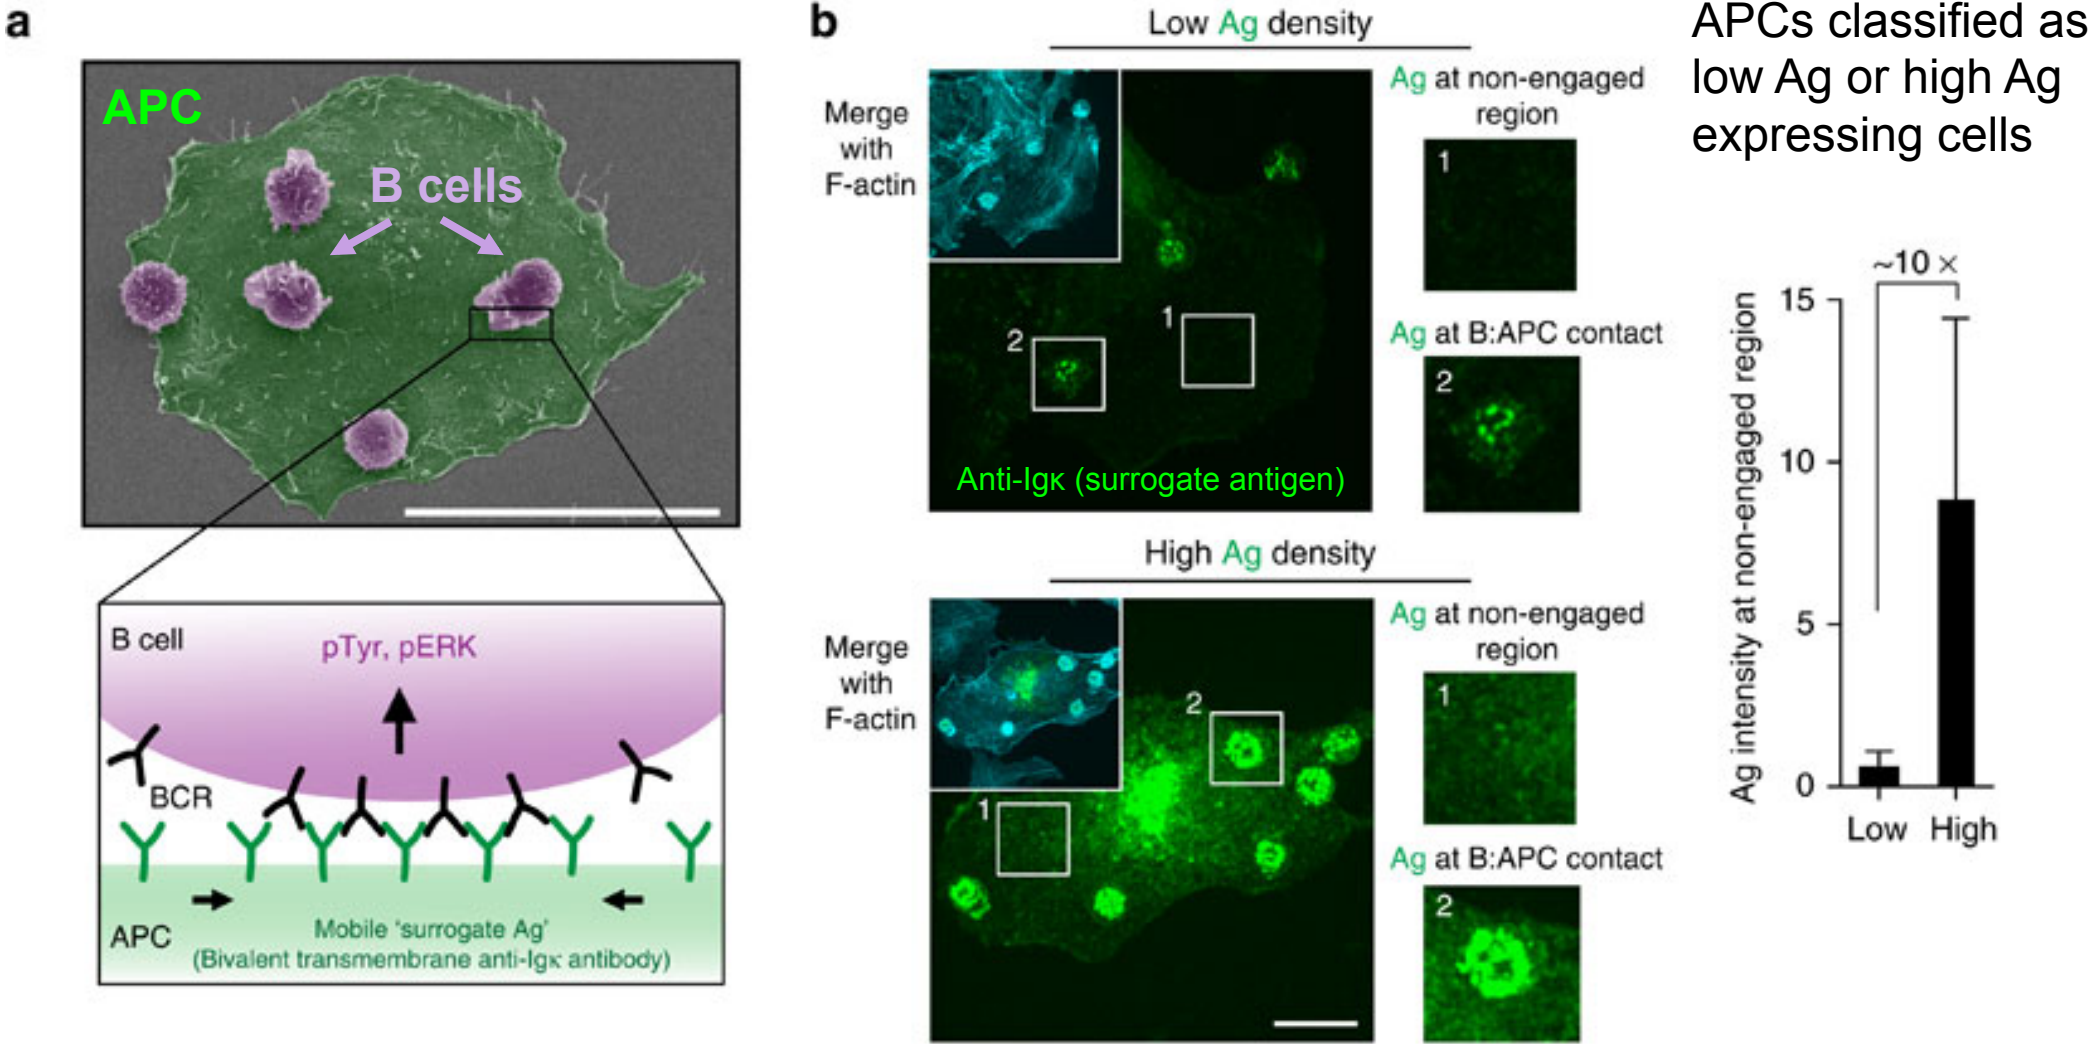 a
APC
B cells
B cell
pTyr, pERK
BCR
APC
Mobile ‘surrogate Ag’
(Bivalent transmembrane anti-Igκ antibody)
b
Low Ag density
Merge
with
F-actin
2
1
Anti-Igκ (surrogate antigen)
Ag at non-engaged
region
1
Ag at B:APC contact
2
High Ag density
Merge
with
F-actin
2
1
Ag at non-engaged
region
1
Ag at B:APC contact
2
APCs classified as
low Ag or high Ag
expressing cells
~10 ×
Ag intensity at non-engaged region
15
10
5
0
Low High